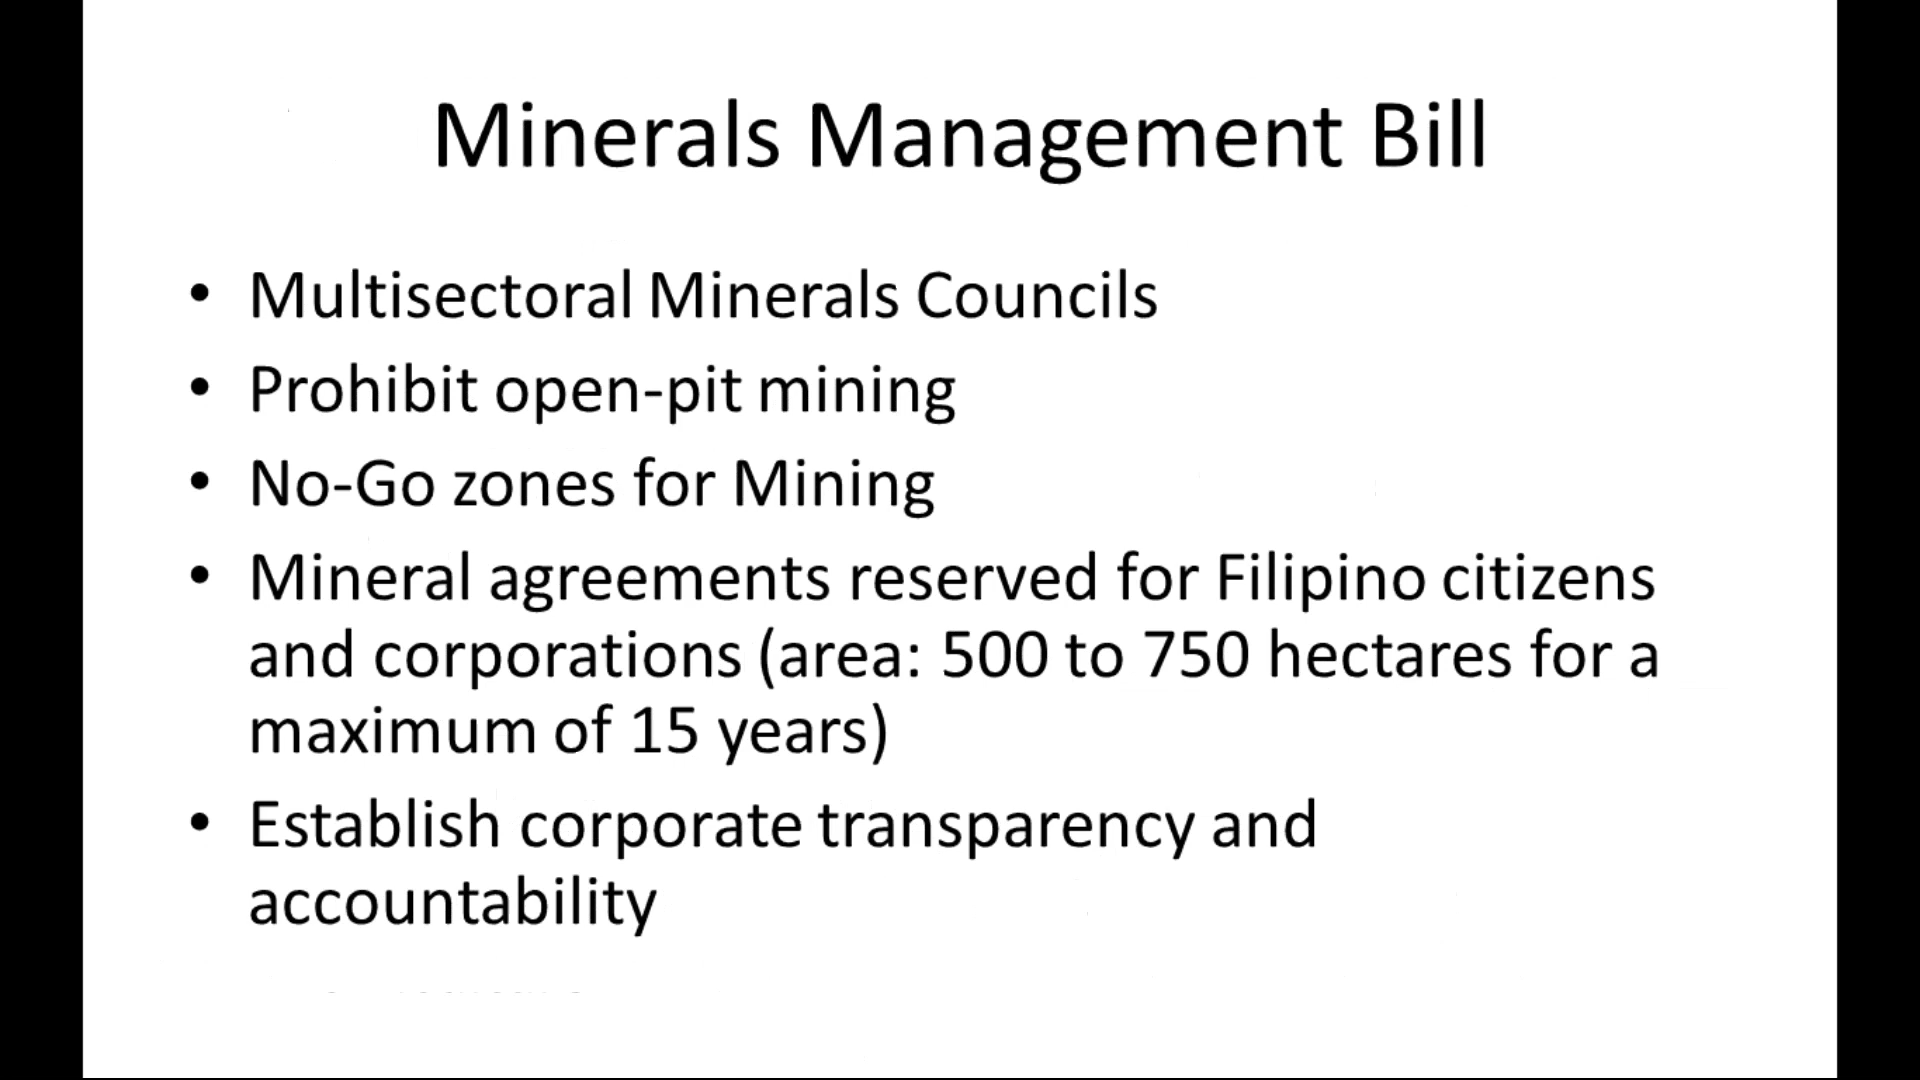 Minerals Management Bill
• Multisectoral Minerals Councils
• Prohibit open-pit mining
• No-Go zones for Mining
• Mineral agreements reserved for Filipino citizens
and corporations (area: 500 to 750 hectares for a
maximum of 15 years)
• Establish corporate transparency and
accountability